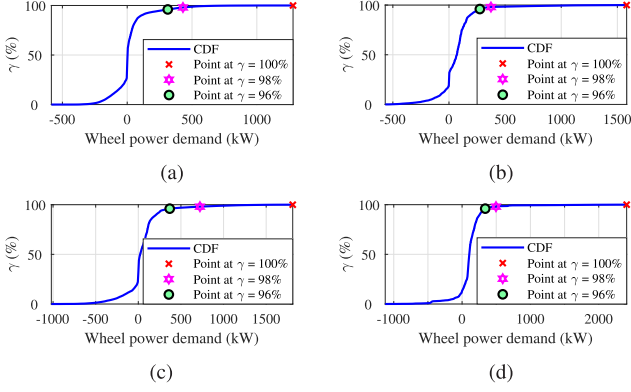 100
50
0
γ (%)
CDF
Point at γ = 100%
Point at γ = 98%
Point at γ = 96%
-500 0 500 1000
Wheel power demand (kW)
(a)
100
50
0
γ (%)
CDF
Point at γ = 100%
Point at γ = 98%
Point at γ = 96%
-500 0 500 1000 1500
Wheel power demand (kW)
(b)
100
50
0
γ (%)
CDF
Point at γ = 100%
Point at γ = 98%
Point at γ = 96%
-1000 -500 0 500 1000 1500
Wheel power demand (kW)
(c)
100
50
0
γ (%)
CDF
Point at γ = 100%
Point at γ = 98%
Point at γ = 96%
-1000 0 1000 2000
Wheel power demand (kW)
(d)